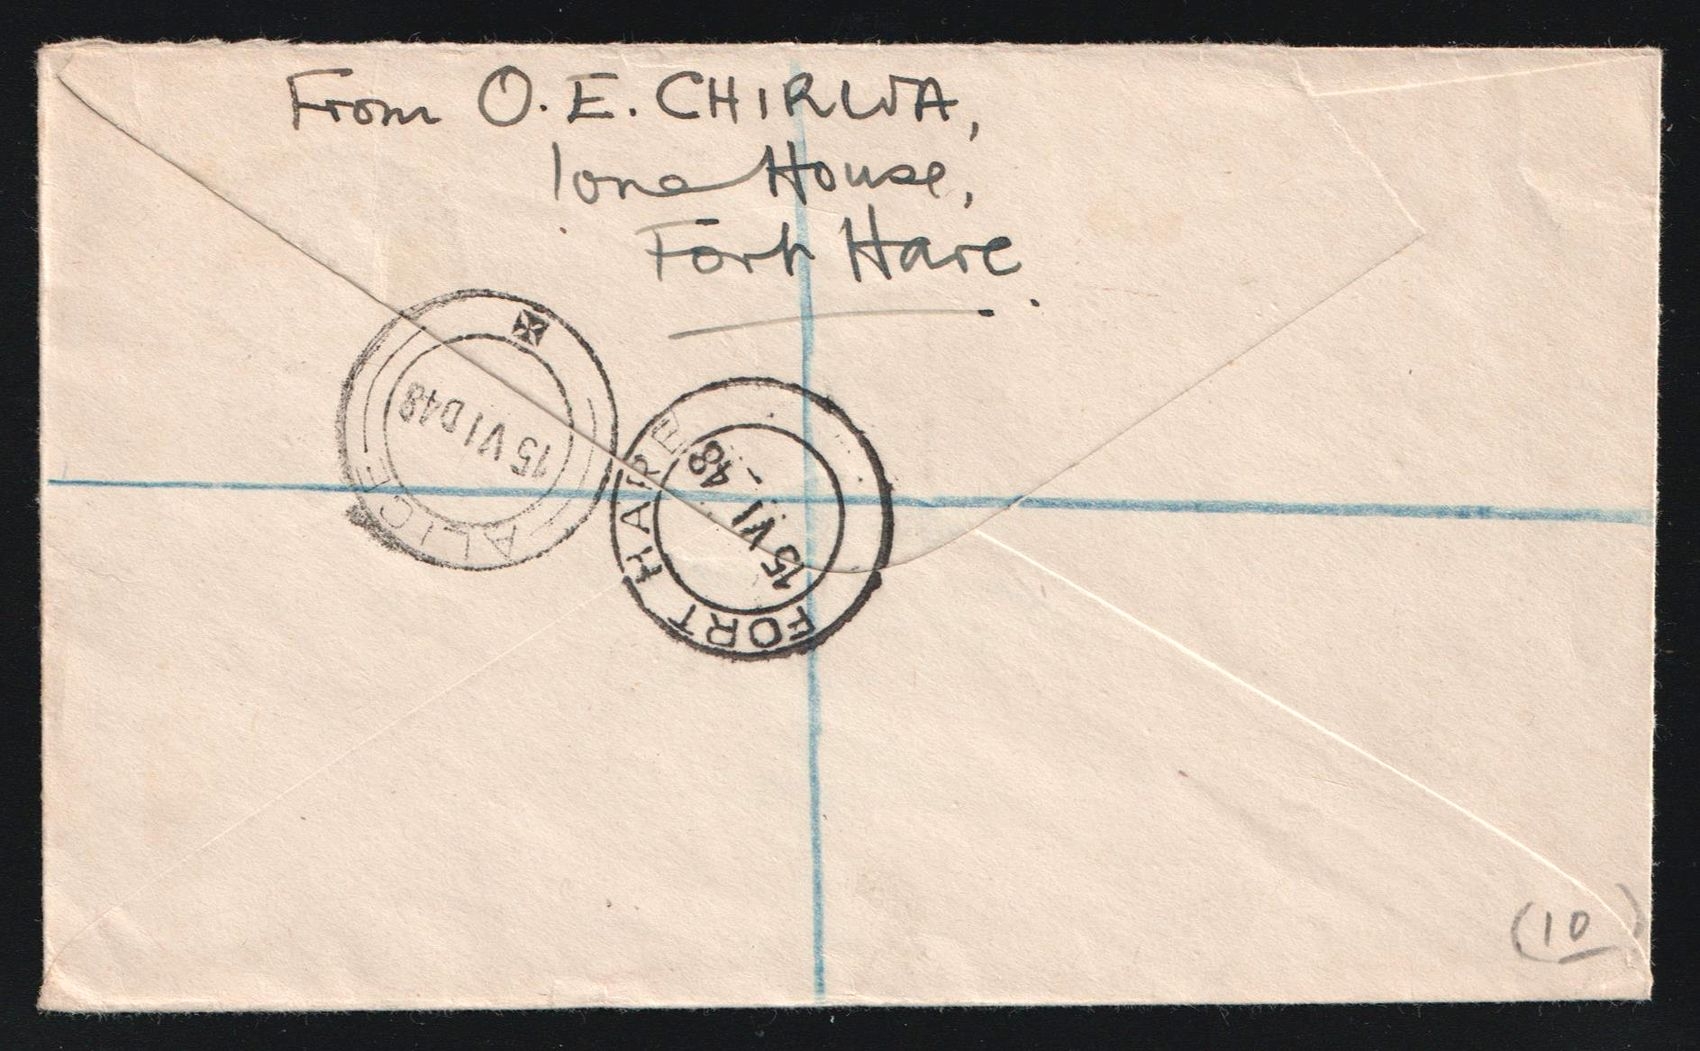 From O. E. CHIRWA,
Iona House,
Fort Hare.
ALICE
15 VI D48
FORT HARE
15 VI _ 48
(10)